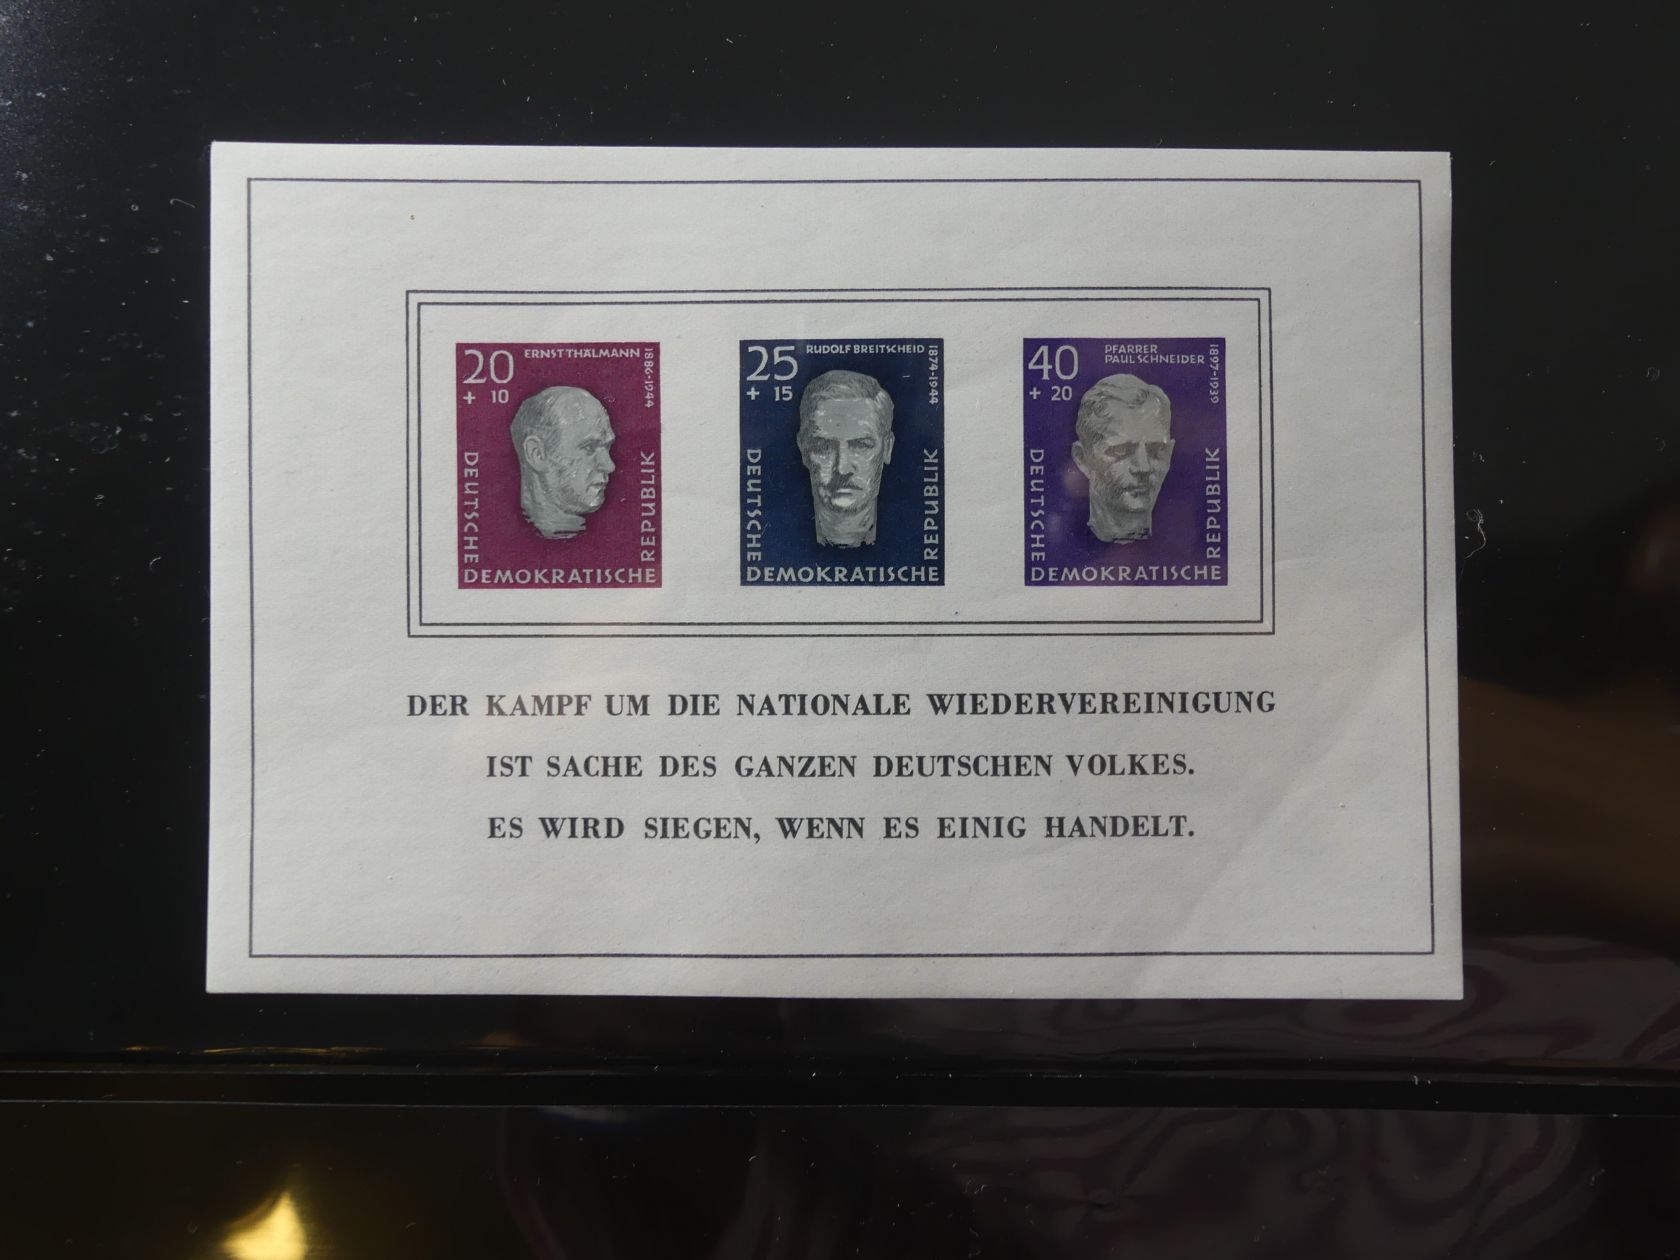 20 ERNST THÄLMANN 1886-1944
+ 10
DEUTSCHE
REPUBLIK
DEMOKRATISCHE
25 RUDOLF BREITSCHEID 1874-1944
+ 15
DEUTSCHE
REPUBLIK
DEMOKRATISCHE
40 PFARRER
PAUL SCHNEIDER 1897-1939
+ 20
DEUTSCHE
REPUBLIK
DEMOKRATISCHE
DER KAMPF UM DIE NATIONALE WIEDERVEREINIGUNG
IST SACHE DES GANZEN DEUTSCHEN VOLKES.
ES WIRD SIEGEN, WENN ES EINIG HANDELT.